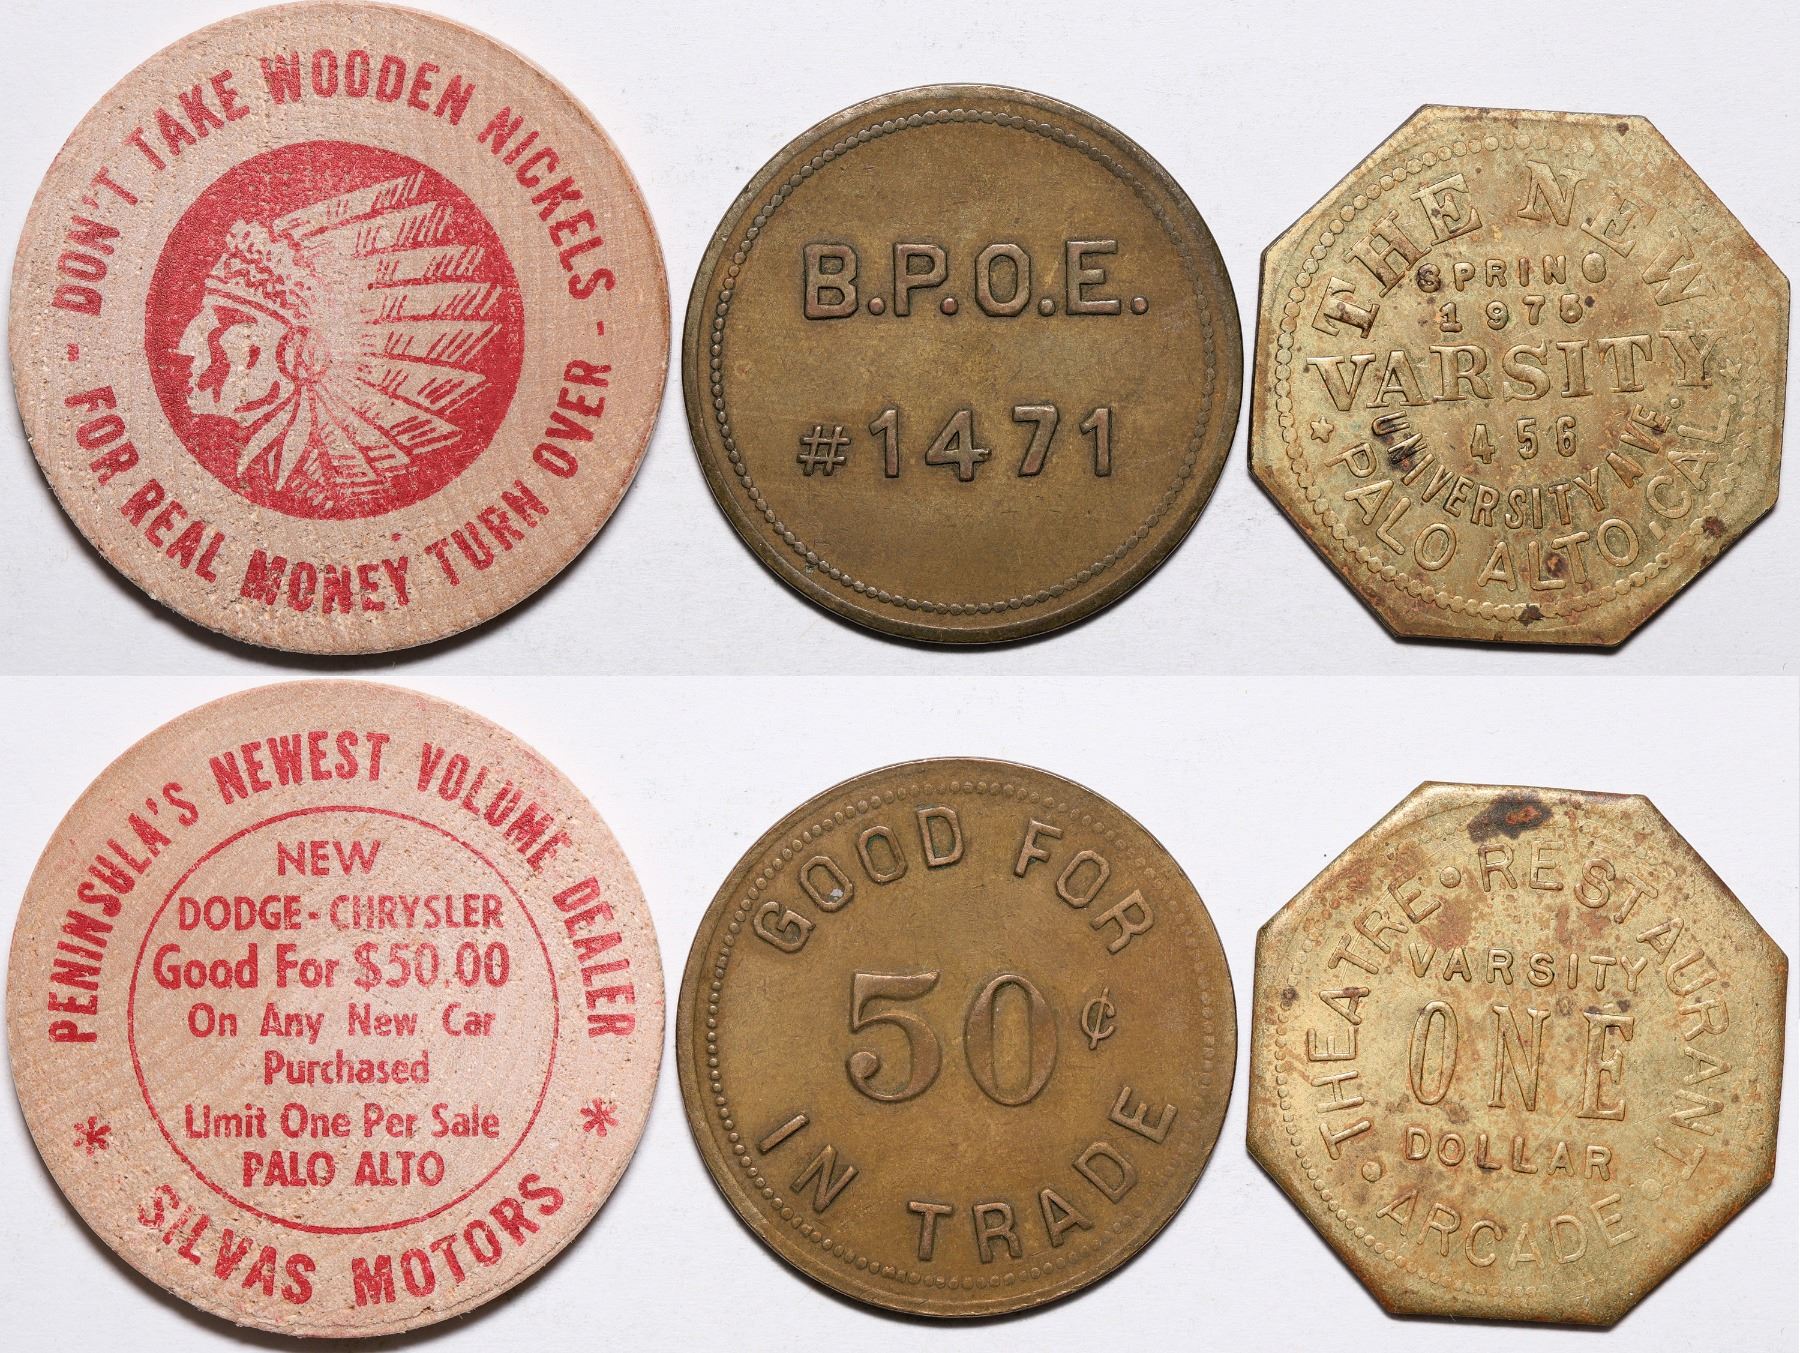 - DON'T TAKE WOODEN NICKELS -
FOR REAL MONEY TURN OVER
B.P.O.E.
#1471
THE NEW
SPRING
1975
VARSITY
456
UNIVERSITY AVE.
PALO ALTO, CAL.
PENINSULA'S NEWEST VOLUME DEALER
NEW
DODGE - CHRYSLER
Good For $50.00
On Any New Car
Purchased
Limit One Per Sale
PALO ALTO
* SILVAS MOTORS *
GOOD FOR
50¢
IN TRADE
THEATRE • RESTAURANT •
VARSITY
ONE
DOLLAR
• ARCADE